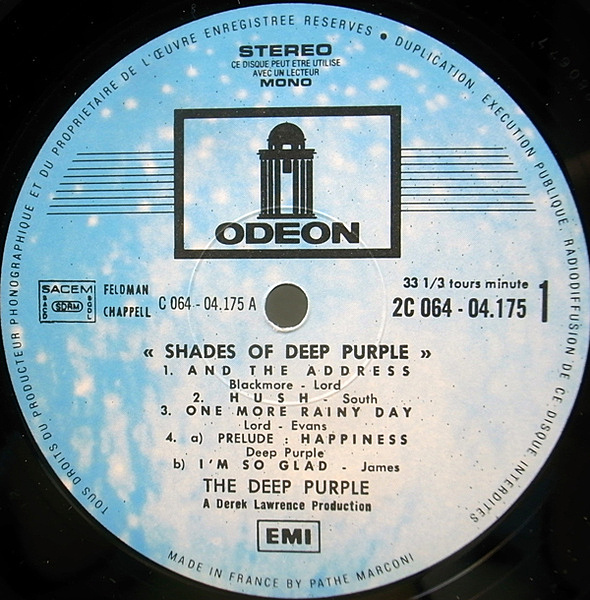 TOUS DROITS DU PRODUCTEUR PHONOGRAPHIQUE ET DU PROPRIETAIRE DE L'ŒUVRE ENREGISTREE RESERVES • DUPLICATION EXECUTION PUBLIQUE, RADIODIFFUSION DE CE DISQUE INTERDITES
STEREO
CE DISQUE PEUT ETRE UTILISE
AVEC UN LECTEUR
MONO
ODEON
SACEM
SACD
SDRM
SGDL
FELDMAN
CHAPPELL
C 064 - 04.175 A
33 1/3 tours minute
2C 064 - 04.175
1
« SHADES OF DEEP PURPLE »
1. AND THE ADDRESS
Blackmore - Lord
2. HUSH - South
3. ONE MORE RAINY DAY
Lord - Evans
4. a) PRELUDE : HAPPINESS
Deep Purple
b) I'M SO GLAD - James
THE DEEP PURPLE
A Derek Lawrence Production
EMI
MADE IN FRANCE BY PATHE MARCONI